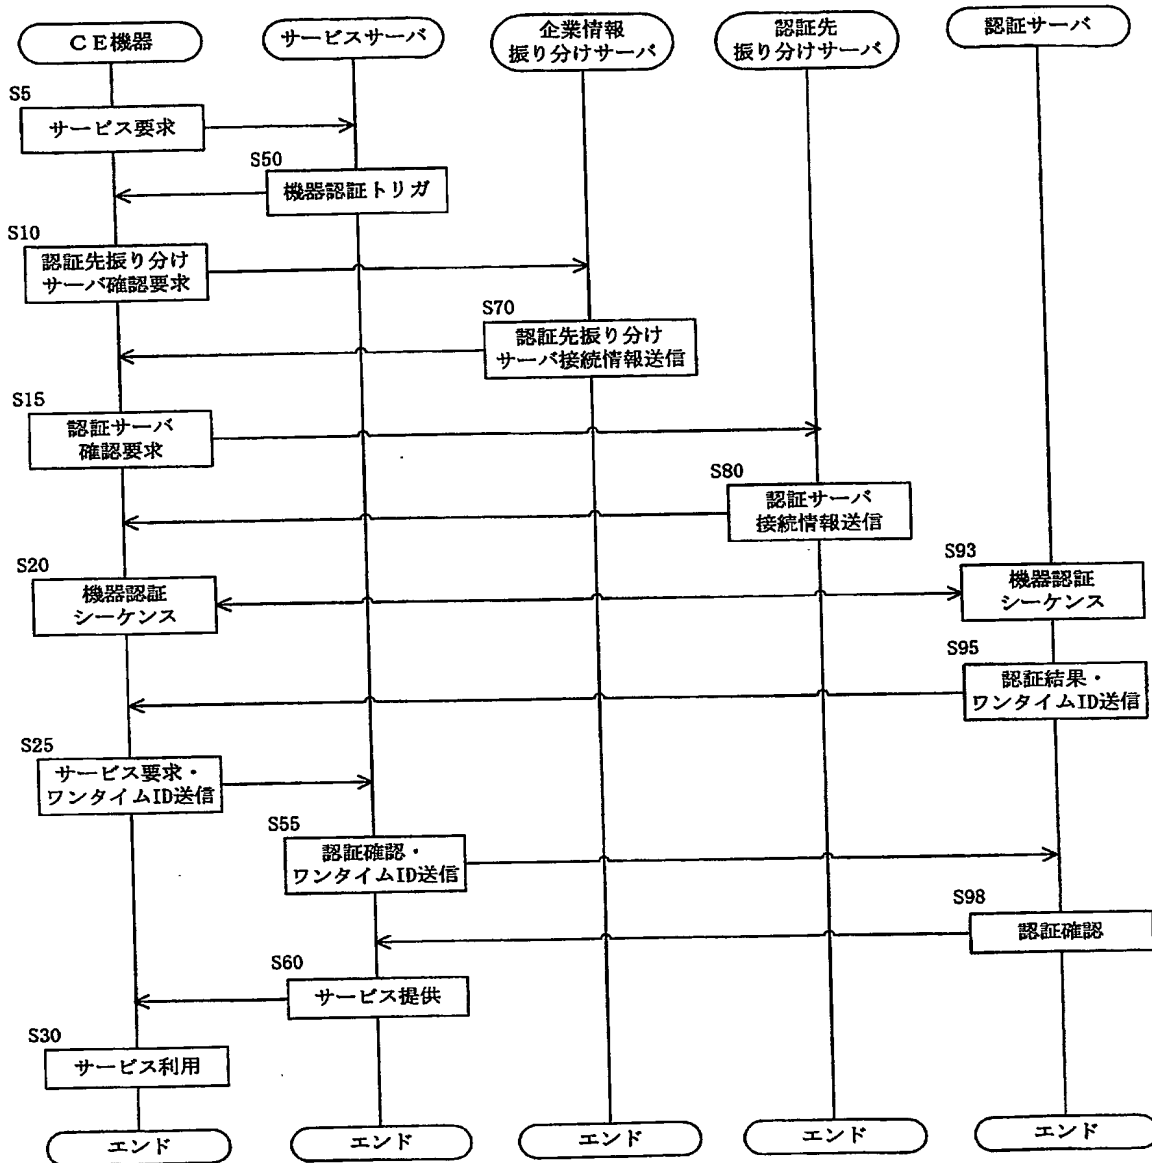 CE機器
サービスサーバ
企業情報
振り分けサーバ
認証先
振り分けサーバ
認証サーバ
S5
サービス要求
S50
機器認証トリガ
S10
認証先振り分け
サーバ確認要求
S70
認証先振り分け
サーバ接続情報送信
S15
認証サーバ
確認要求
S80
認証サーバ
接続情報送信
S20
機器認証
シーケンス
S93
機器認証
シーケンス
S95
認証結果・
ワンタイムID送信
S25
サービス要求・
ワンタイムID送信
S55
認証確認・
ワンタイムID送信
S98
認証確認
S60
サービス提供
S30
サービス利用
エンド
エンド
エンド
エンド
エンド